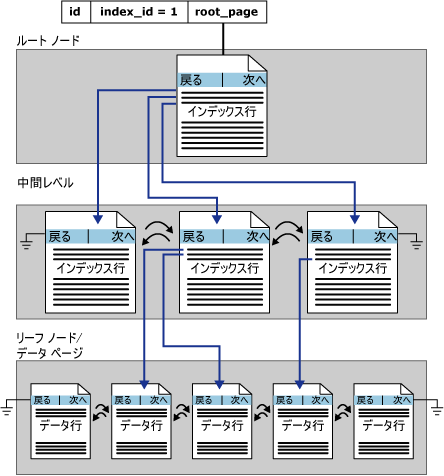 id index_id = 1 root_page
ルート ノード
戻る 次へ
インデックス行
中間レベル
戻る 次へ 戻る 次へ 戻る 次へ
インデックス行 インデックス行 インデックス行
リーフ ノード/
データ ページ
戻る 次へ 戻る 次へ 戻る 次へ 戻る 次へ 戻る 次へ
データ行 データ行 データ行 データ行 データ行